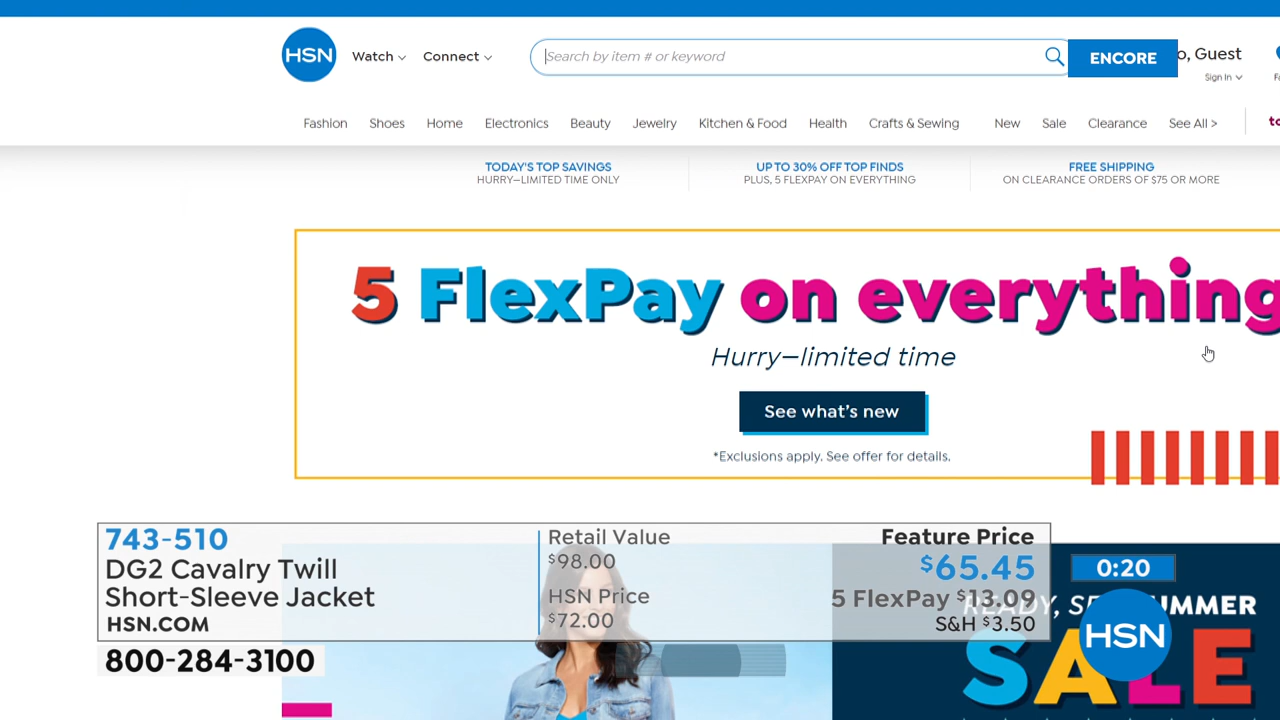 HSN
Watch
Connect
Search by item # or keyword
ENCORE
o, Guest
Sign In
Fashion
Shoes
Home
Electronics
Beauty
Jewelry
Kitchen & Food
Health
Crafts & Sewing
New
Sale
Clearance
See All >
TODAY'S TOP SAVINGS
HURRY—LIMITED TIME ONLY
UP TO 30% OFF TOP FINDS
PLUS, 5 FLEXPAY ON EVERYTHING
FREE SHIPPING
ON CLEARANCE ORDERS OF $75 OR MORE
5 FlexPay on everything
Hurry—limited time
See what's new
*Exclusions apply. See offer for details.
743-510
DG2 Cavalry Twill
Short-Sleeve Jacket
HSN.COM
800-284-3100
Retail Value
$98.00
HSN Price
$72.00
Feature Price
$65.45
5 FlexPay $13.09
S&H $3.50
0:20
HSN
SALE